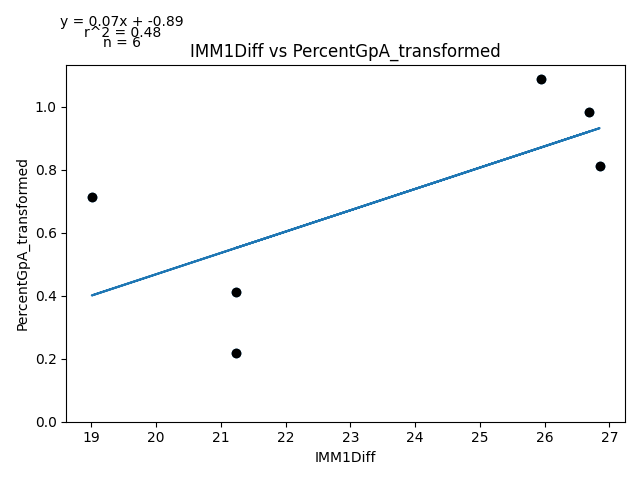 y = 0.07x + -0.89
r^2 = 0.48
n = 6
IMM1Diff vs PercentGpA_transformed
1.0
0.8
0.6
0.4
0.2
0.0
PercentGpA_transformed
19 20 21 22 23 24 25 26 27
IMM1Diff